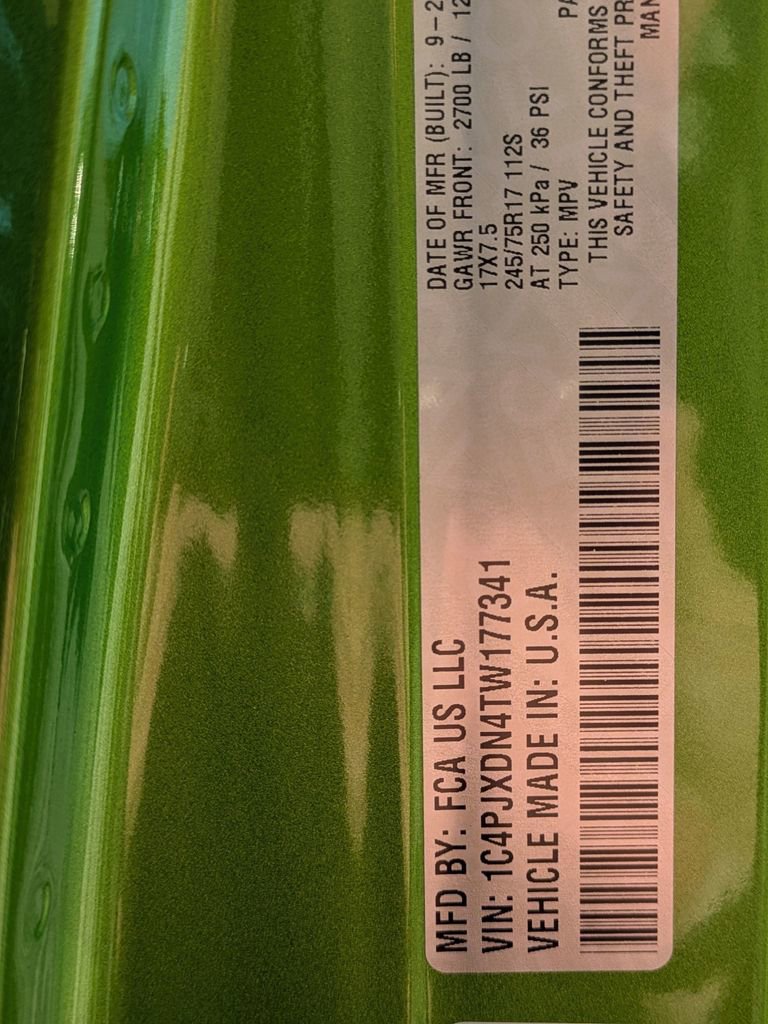 MFD BY: FCA US LLC
VIN: 1C4PJXDN4TW177341
VEHICLE MADE IN: U.S.A.
DATE OF MFR (BUILT): 9-2
GAWR FRONT: 2700 LB / 12
17X7.5
245/75R17 112S
AT 250 kPa / 36 PSI
TYPE: MPV
THIS VEHICLE CONFORMS
SAFETY AND THEFT